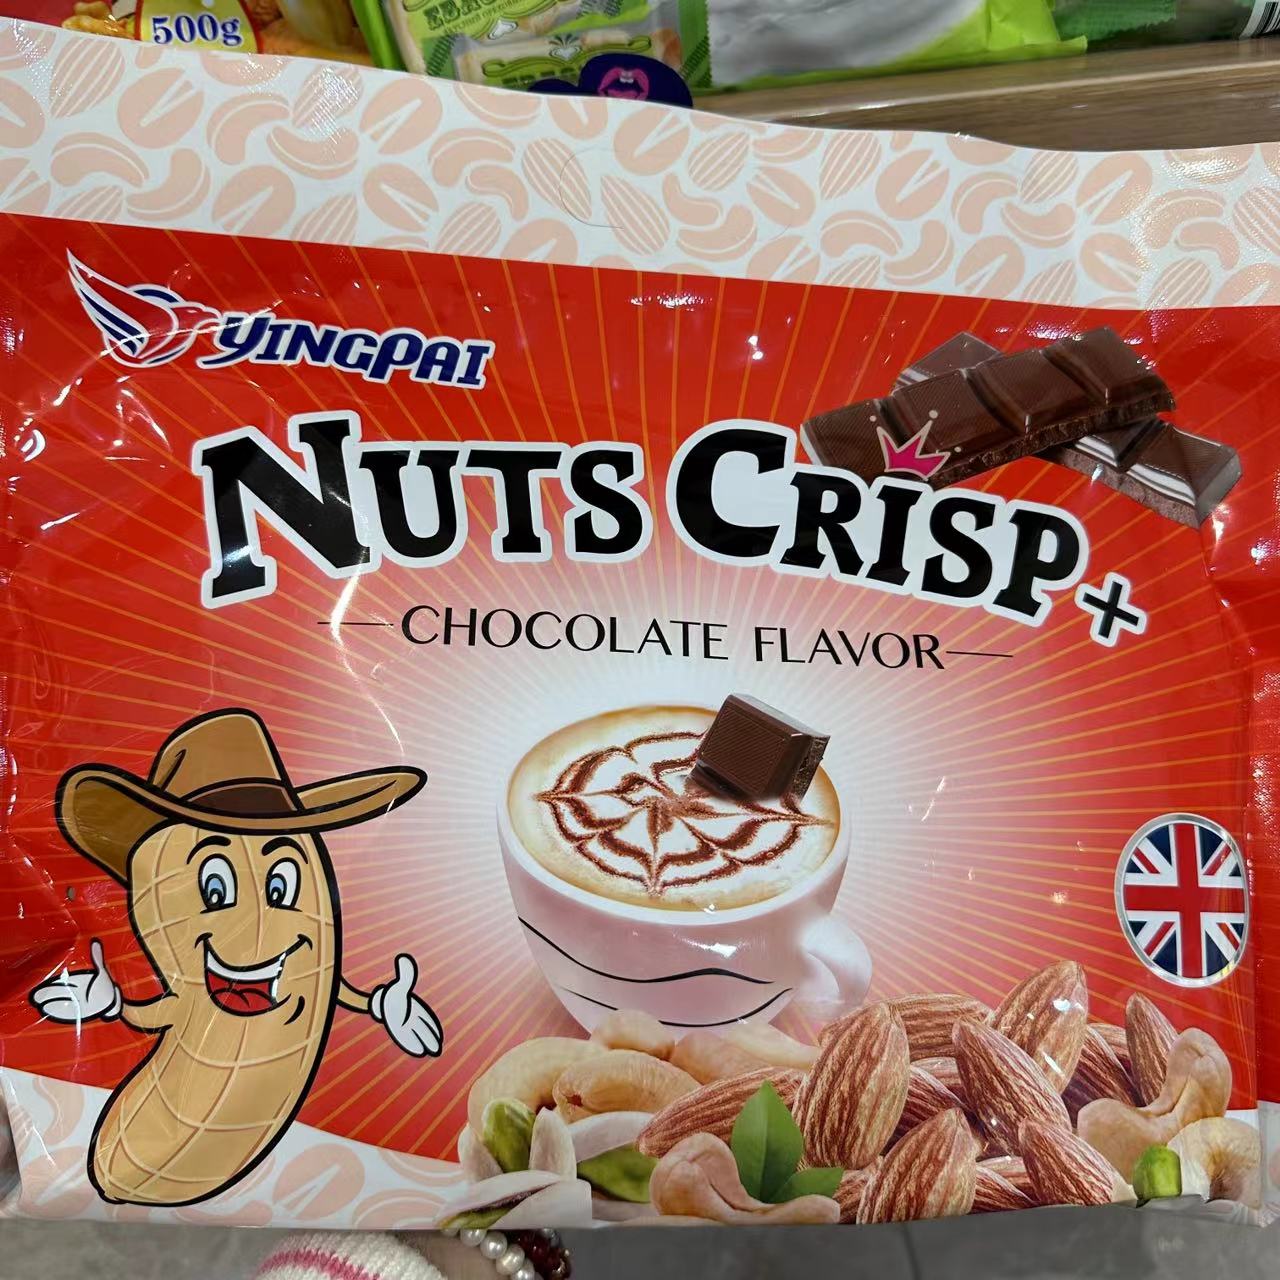 500g
YINGPAI
NUTS CRISP+
CHOCOLATE FLAVOR